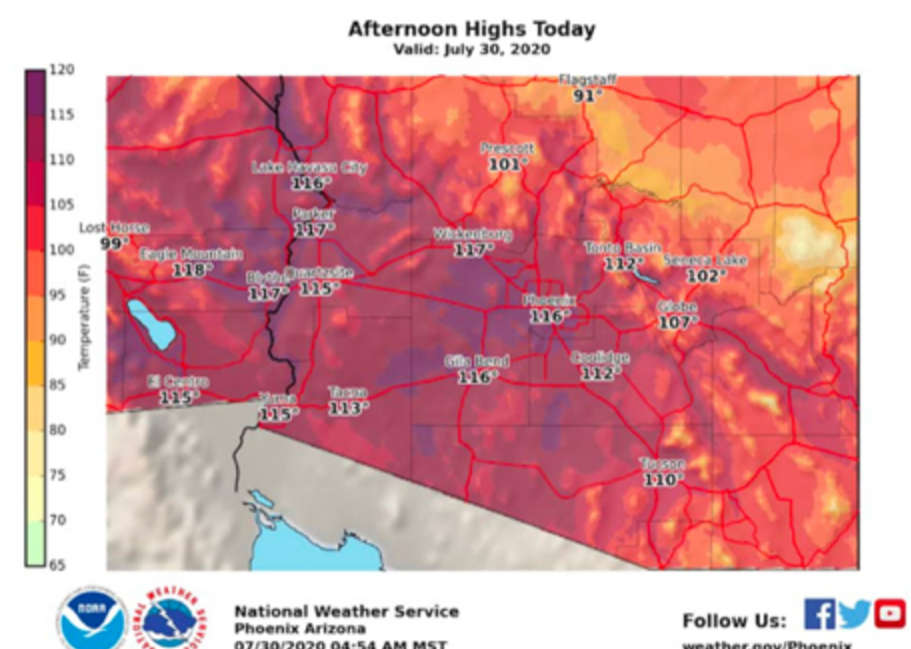 Afternoon Highs Today
Valid: July 30, 2020
120
115
110
105
100
95
90
85
80
75
70
65
Temperature (F)
Flagstaff
91°
Prescott
101°
Lake Havasu City
116°
Parker
117°
Lost Horse
99°
Eagle Mountain
118°
Blythe
117°
Quartzsite
115°
Wickenburg
117°
Tonto Basin
112°
Seneca Lake
102°
Phoenix
116°
Globe
107°
Gila Bend
116°
Coolidge
112°
El Centro
115°
Yuma
115°
Tacna
113°
Tucson
110°
NOAA
NATIONAL WEATHER SERVICE
National Weather Service
Phoenix Arizona
07/30/2020 04:54 AM MST
Follow Us:
weather.gov/Phoenix